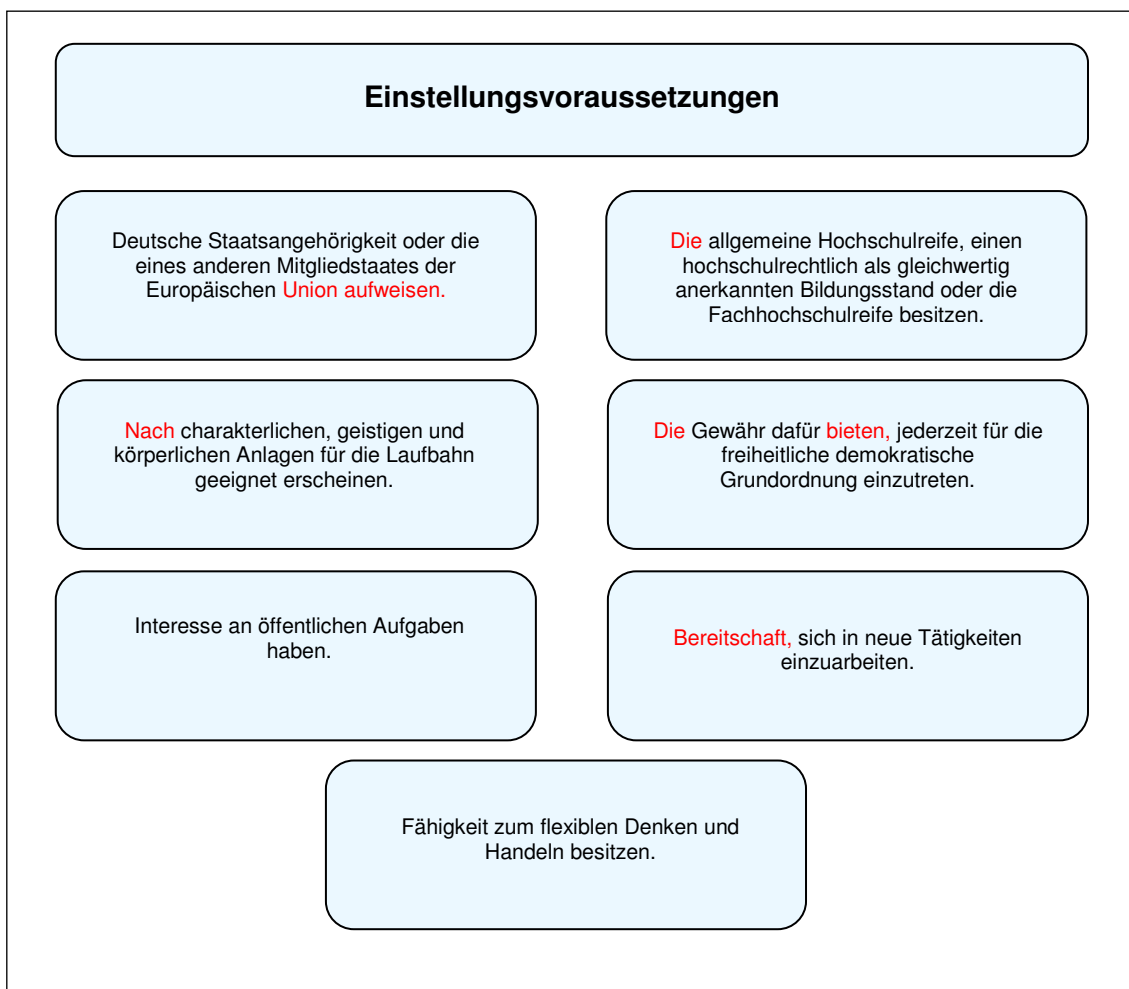 Einstellungsvoraussetzungen
Deutsche Staatsangehörigkeit oder die
eines anderen Mitgliedstaates der
Europäischen Union aufweisen.
Die allgemeine Hochschulreife, einen
hochschulrechtlich als gleichwertig
anerkannten Bildungsstand oder die
Fachhochschulreife besitzen.
Nach charakterlichen, geistigen und
körperlichen Anlagen für die Laufbahn
geeignet erscheinen.
Die Gewähr dafür bieten, jederzeit für die
freiheitliche demokratische
Grundordnung einzutreten.
Interesse an öffentlichen Aufgaben
haben.
Bereitschaft, sich in neue Tätigkeiten
einzuarbeiten.
Fähigkeit zum flexiblen Denken und
Handeln besitzen.